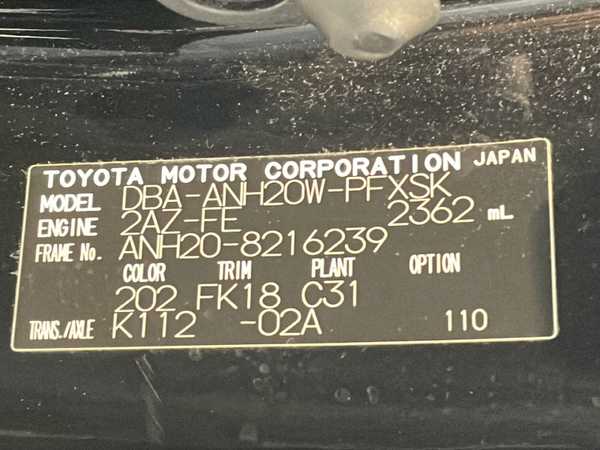 TOYOTA MOTOR CORPORATION JAPAN
MODEL DBA-ANH20W-PFXSK
ENGINE 2AZ-FE 2362 mL
FRAME No. ANH20-8216239
COLOR TRIM PLANT OPTION
202 FK18 C31
TRANS./AXLE K112 -02A 110